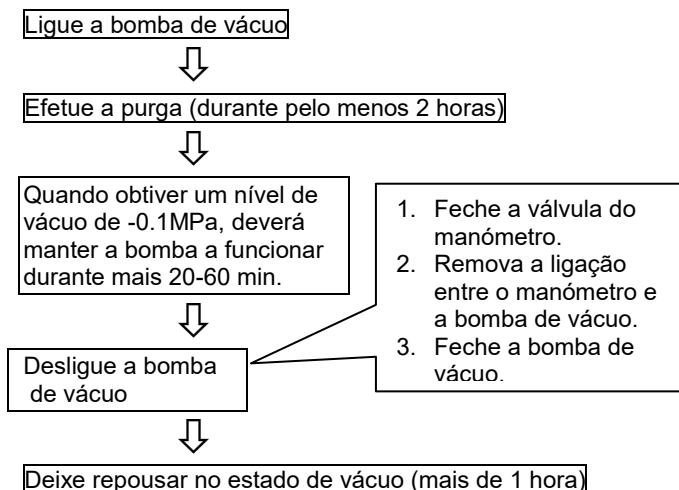 Ligue a bomba de vácuo
Efetue a purga (durante pelo menos 2 horas)
Quando obtiver um nível de
vácuo de -0.1MPa, deverá
manter a bomba a funcionar
durante mais 20-60 min.
1. Feche a válvula do
manómetro.
2. Remova a ligação
entre o manómetro e
a bomba de vácuo.
3. Feche a bomba de
vácuo.
Desligue a bomba
de vácuo
Deixe repousar no estado de vácuo (mais de 1 hora)